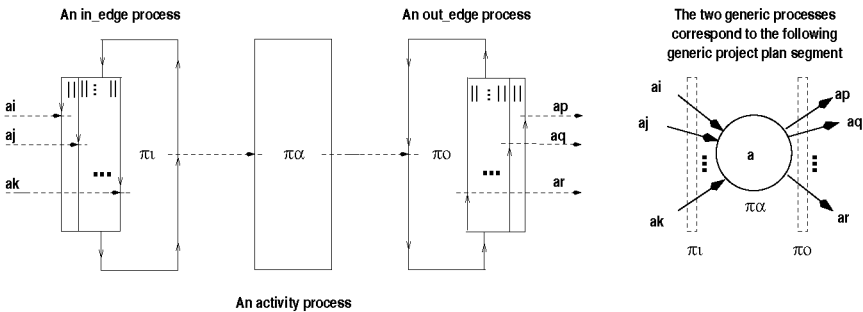 An in_edge process
An out_edge process
The two generic processes
correspond to the following
generic project plan segment
|| || ⋮ ||
|| ⋮ || ||
ai
aj
ak
...
πι
πα
πο
...
ap
aq
ar
An activity process
ai
aj
ak
a
πα
πι
πο
ap
aq
ar